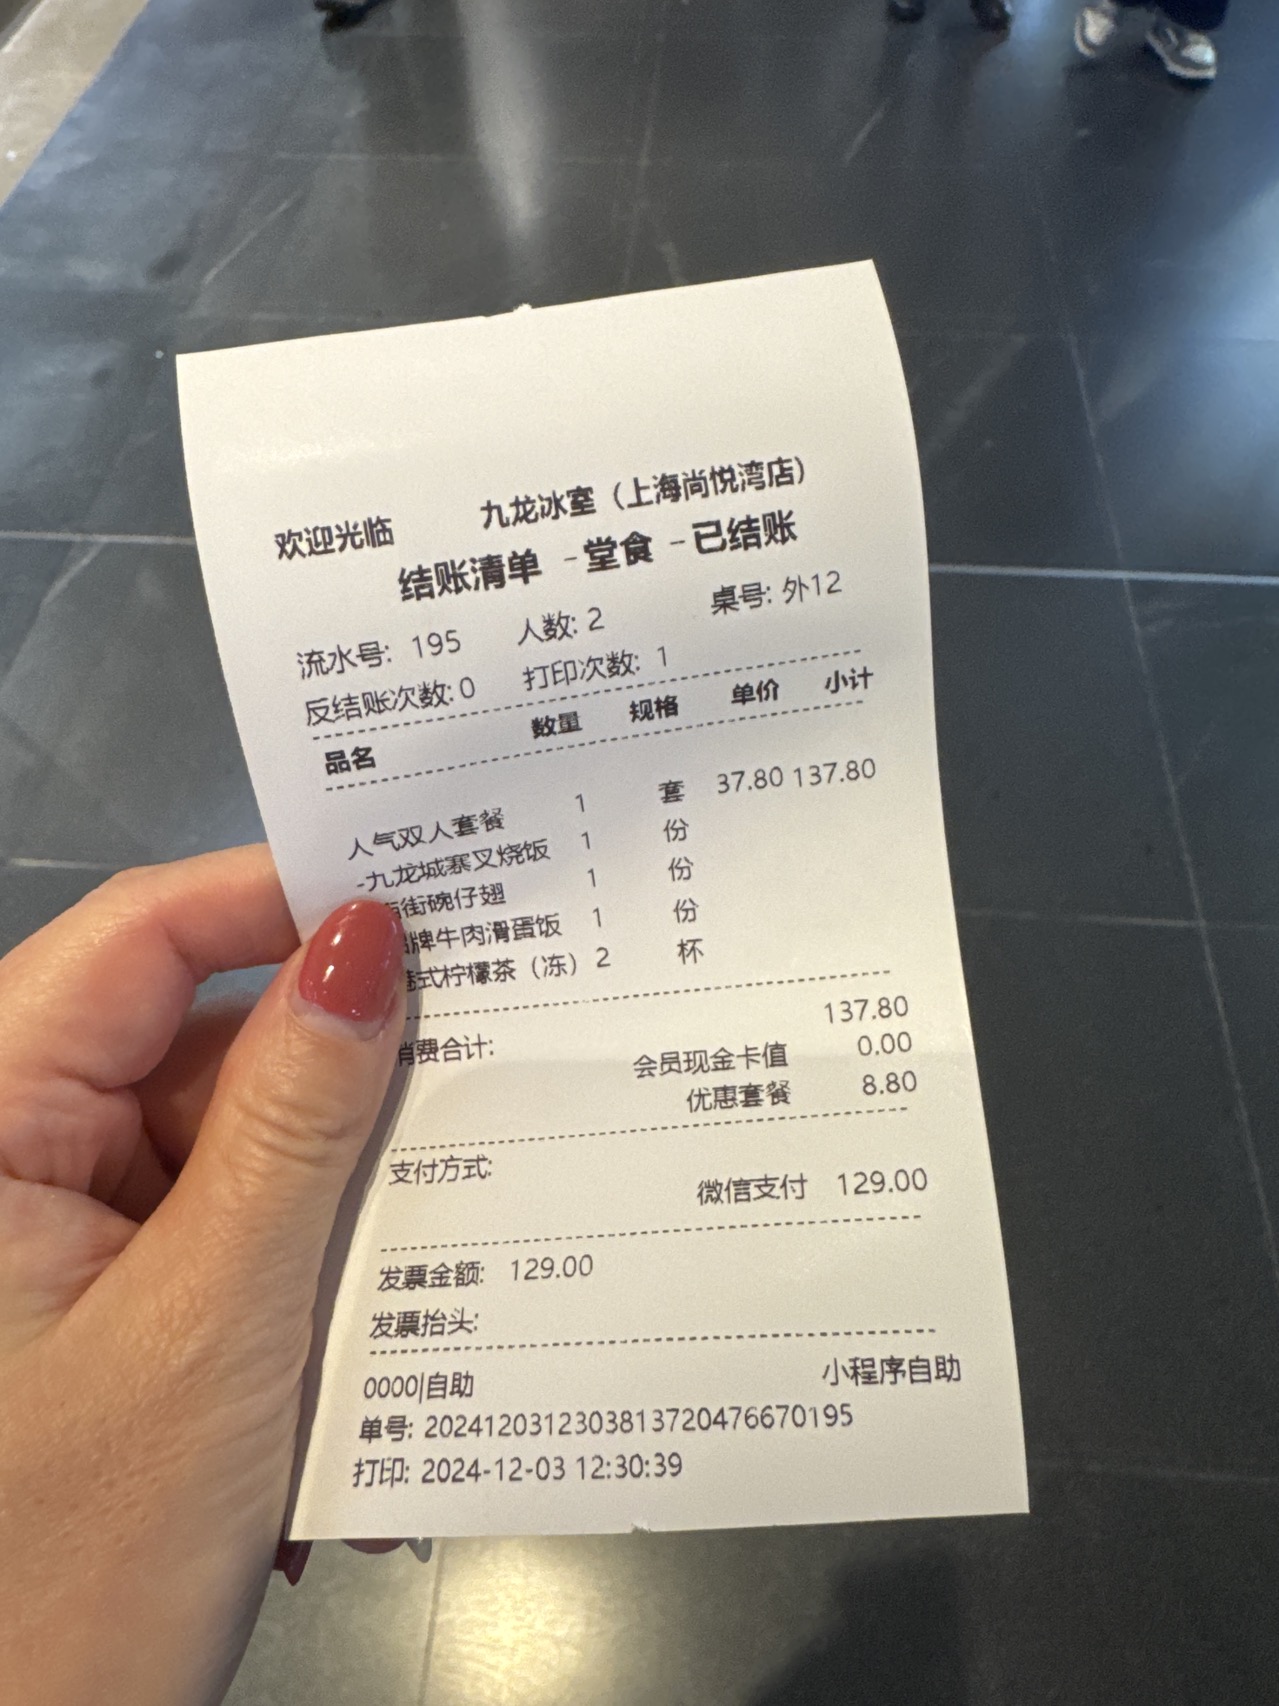 欢迎光临 九龙冰室（上海尚悦湾店）
结账清单 -堂食 -已结账
流水号: 195 人数: 2 桌号: 外12
反结账次数: 0 打印次数: 1
品名 数量 规格 单价 小计
人气双人套餐 1 套 37.80 137.80
-九龙城寨叉烧饭 1 份
街碗仔翅 1 份
牌牛肉滑蛋饭 1 份
港式柠檬茶（冻） 2 杯
消费合计: 137.80
会员现金卡值 0.00
优惠套餐 8.80
支付方式:
微信支付 129.00
发票金额: 129.00
发票抬头:
0000|自助 小程序自助
单号: 2024120312303813720476670195
打印: 2024-12-03 12:30:39